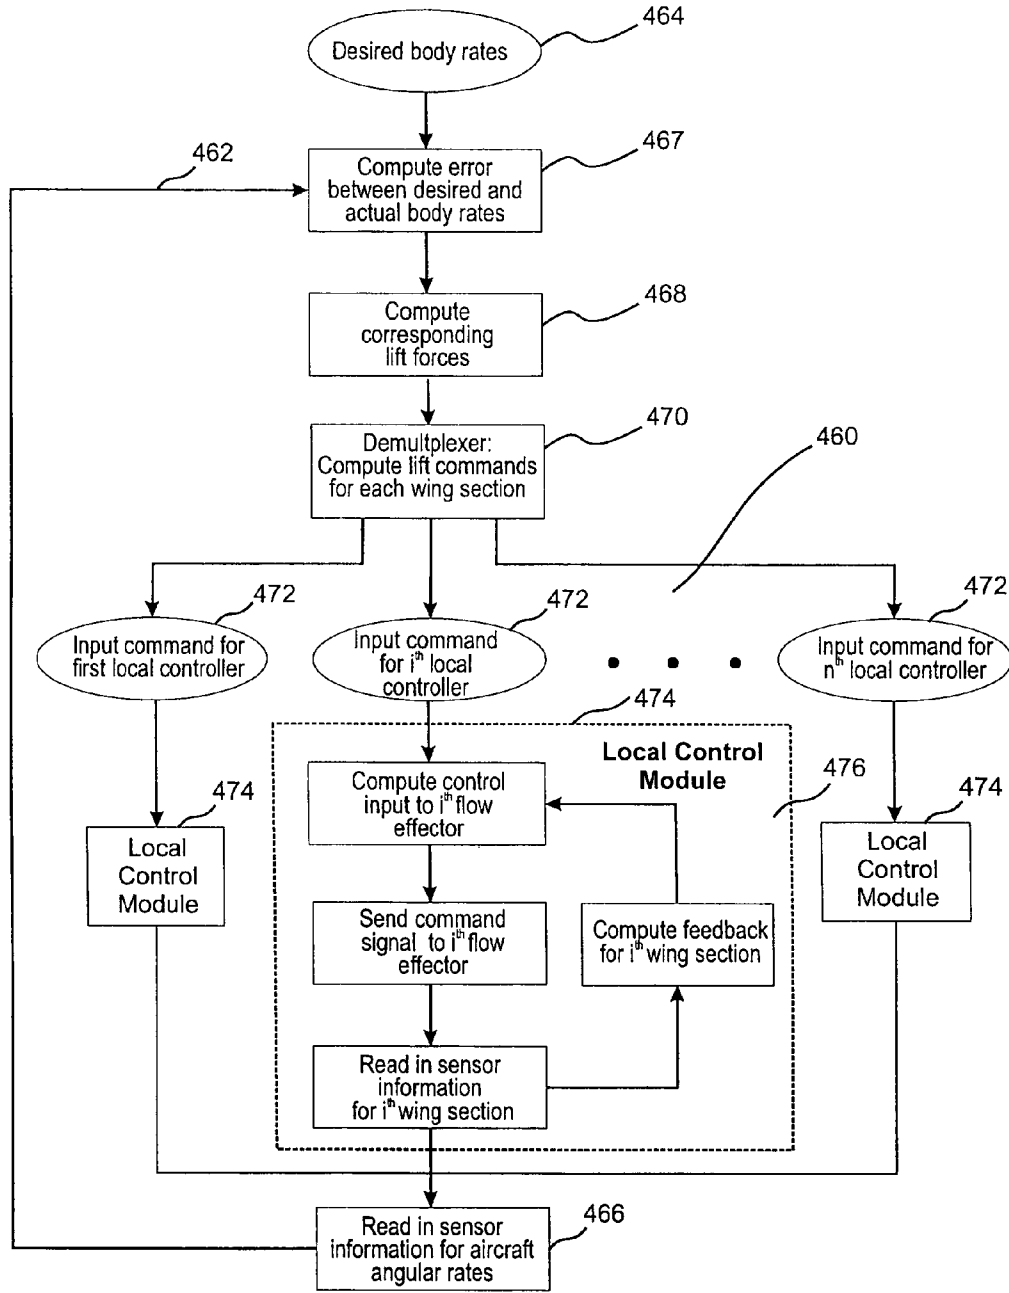 464
Desired body rates
462
467
Compute error
between desired and
actual body rates
468
Compute
corresponding
lift forces
470
Demultplexer:
Compute lift commands
for each wing section
460
472
Input command for
first local controller
472
Input command
for ith local
controller
472
Input command for
nth local controller
474
Local Control
Module
476
Compute control
input to ith flow
effector
474
Local
Control
Module
474
Local
Control
Module
Send command
signal to ith flow
effector
Compute feedback
for ith wing section
Read in sensor
information
for ith wing section
466
Read in sensor
information for aircraft
angular rates